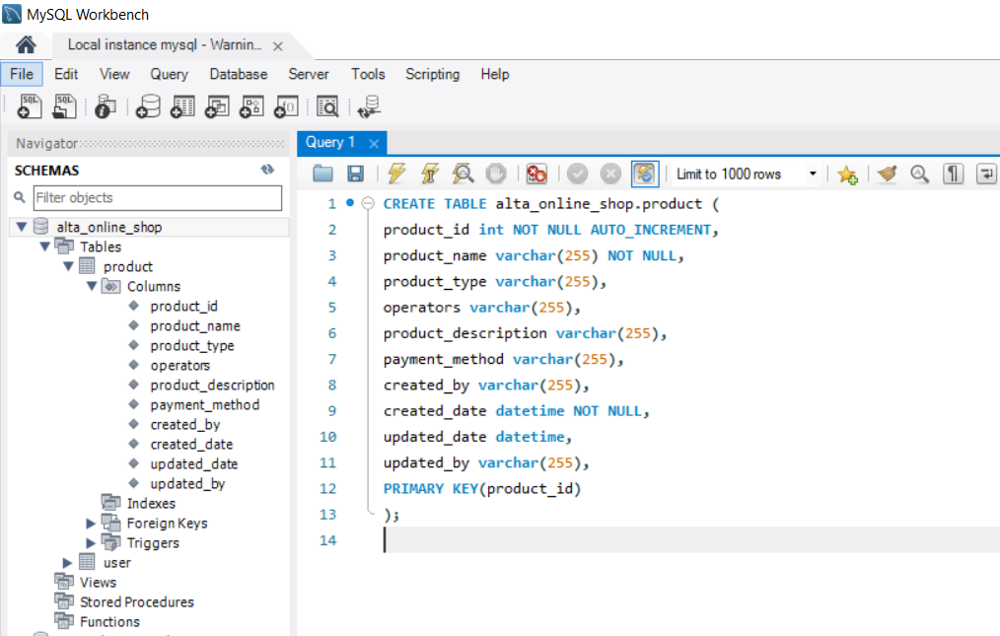 MySQL Workbench
Local instance mysql - Warnin...
File Edit View Query Database Server Tools Scripting Help
SQL SQL
Navigator
SCHEMAS
Filter objects
alta_online_shop
Tables
product
Columns
product_id
product_name
product_type
operators
product_description
payment_method
created_by
created_date
updated_date
updated_by
Indexes
Foreign Keys
Triggers
user
Views
Stored Procedures
Functions
Query 1
Limit to 1000 rows
1 CREATE TABLE alta_online_shop.product (
2 product_id int NOT NULL AUTO_INCREMENT,
3 product_name varchar(255) NOT NULL,
4 product_type varchar(255),
5 operators varchar(255),
6 product_description varchar(255),
7 payment_method varchar(255),
8 created_by varchar(255),
9 created_date datetime NOT NULL,
10 updated_date datetime,
11 updated_by varchar(255),
12 PRIMARY KEY(product_id)
13 );
14